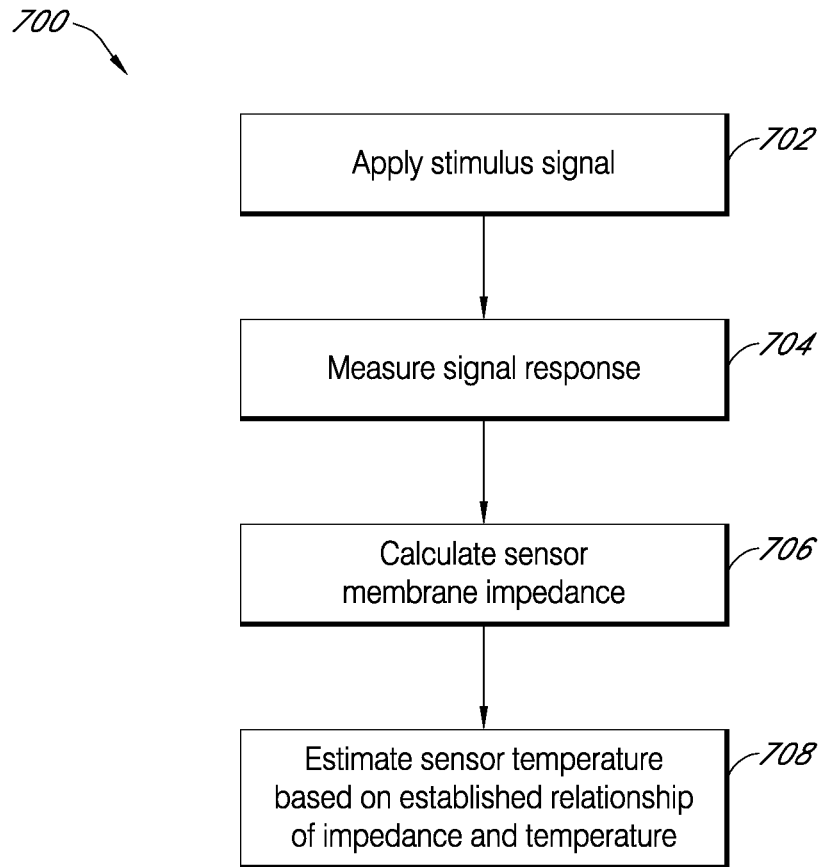 700
Apply stimulus signal
702
Measure signal response
704
Calculate sensor
membrane impedance
706
Estimate sensor temperature
based on established relationship
of impedance and temperature
708